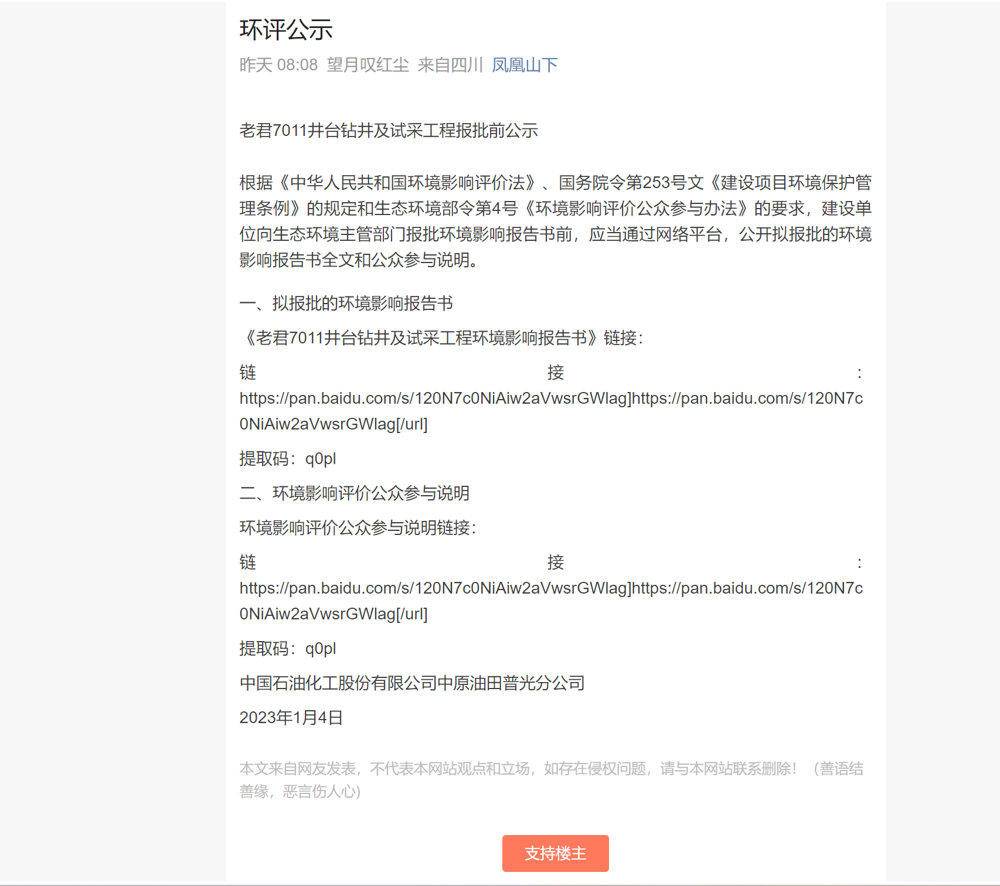 环评公示
昨天 08:08 望月叹红尘 来自四川 凤凰山下
老君7011井台钻井及试采工程报批前公示
根据《中华人民共和国环境影响评价法》、国务院令第253号文《建设项目环境保护管
理条例》的规定和生态环境部令第4号《环境影响评价公众参与办法》的要求，建设单
位向生态环境主管部门报批环境影响报告书前，应当通过网络平台，公开拟报批的环境
影响报告书全文和公众参与说明。
一、拟报批的环境影响报告书
《老君7011井台钻井及试采工程环境影响报告书》链接：
链接：
https://pan.baidu.com/s/120N7c0NiAiw2aVwsrGWlag]https://pan.baidu.com/s/120N7c
0NiAiw2aVwsrGWlag[/url]
提取码：q0pl
二、环境影响评价公众参与说明
环境影响评价公众参与说明链接：
链接：
https://pan.baidu.com/s/120N7c0NiAiw2aVwsrGWlag]https://pan.baidu.com/s/120N7c
0NiAiw2aVwsrGWlag[/url]
提取码：q0pl
中国石油化工股份有限公司中原油田普光分公司
2023年1月4日
本文来自网友发表，不代表本网站观点和立场，如存在侵权问题，请与本网站联系删除！（善语结
善缘，恶言伤人心)
支持楼主